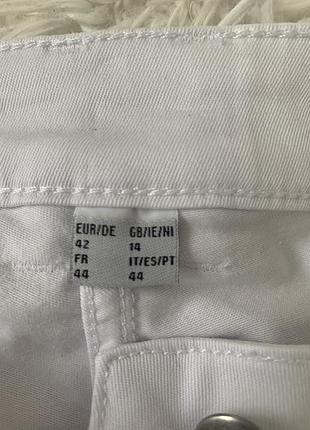 EUR/DE GB/IE/NI
42 14
FR IT/ES/PT
44 44